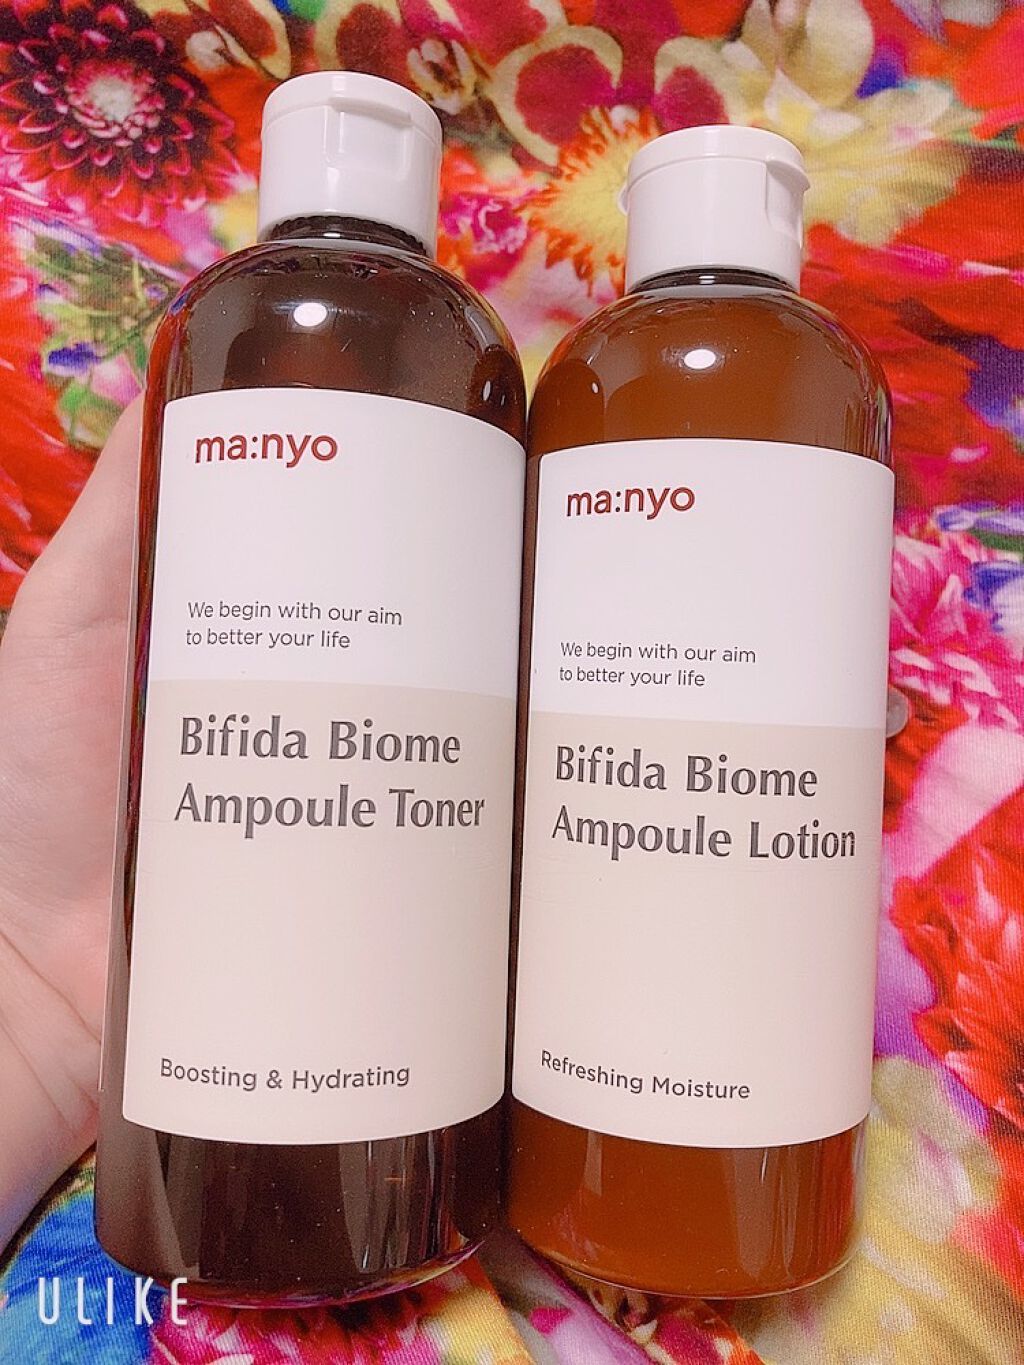 ma:nyo
We begin with our aim
to better your life
Bifida Biome
Ampoule Toner
Boosting & Hydrating
ma:nyo
We begin with our aim
to better your life
Bifida Biome
Ampoule Lotion
Refreshing Moisture
ULIKE